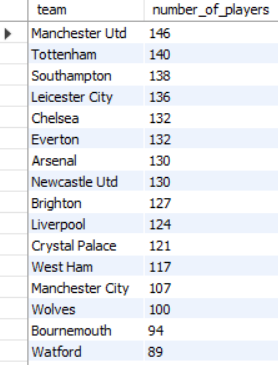 team number_of_players
Manchester Utd 146
Tottenham 140
Southampton 138
Leicester City 136
Chelsea 132
Everton 132
Arsenal 130
Newcastle Utd 130
Brighton 127
Liverpool 124
Crystal Palace 121
West Ham 117
Manchester City 107
Wolves 100
Bournemouth 94
Watford 89